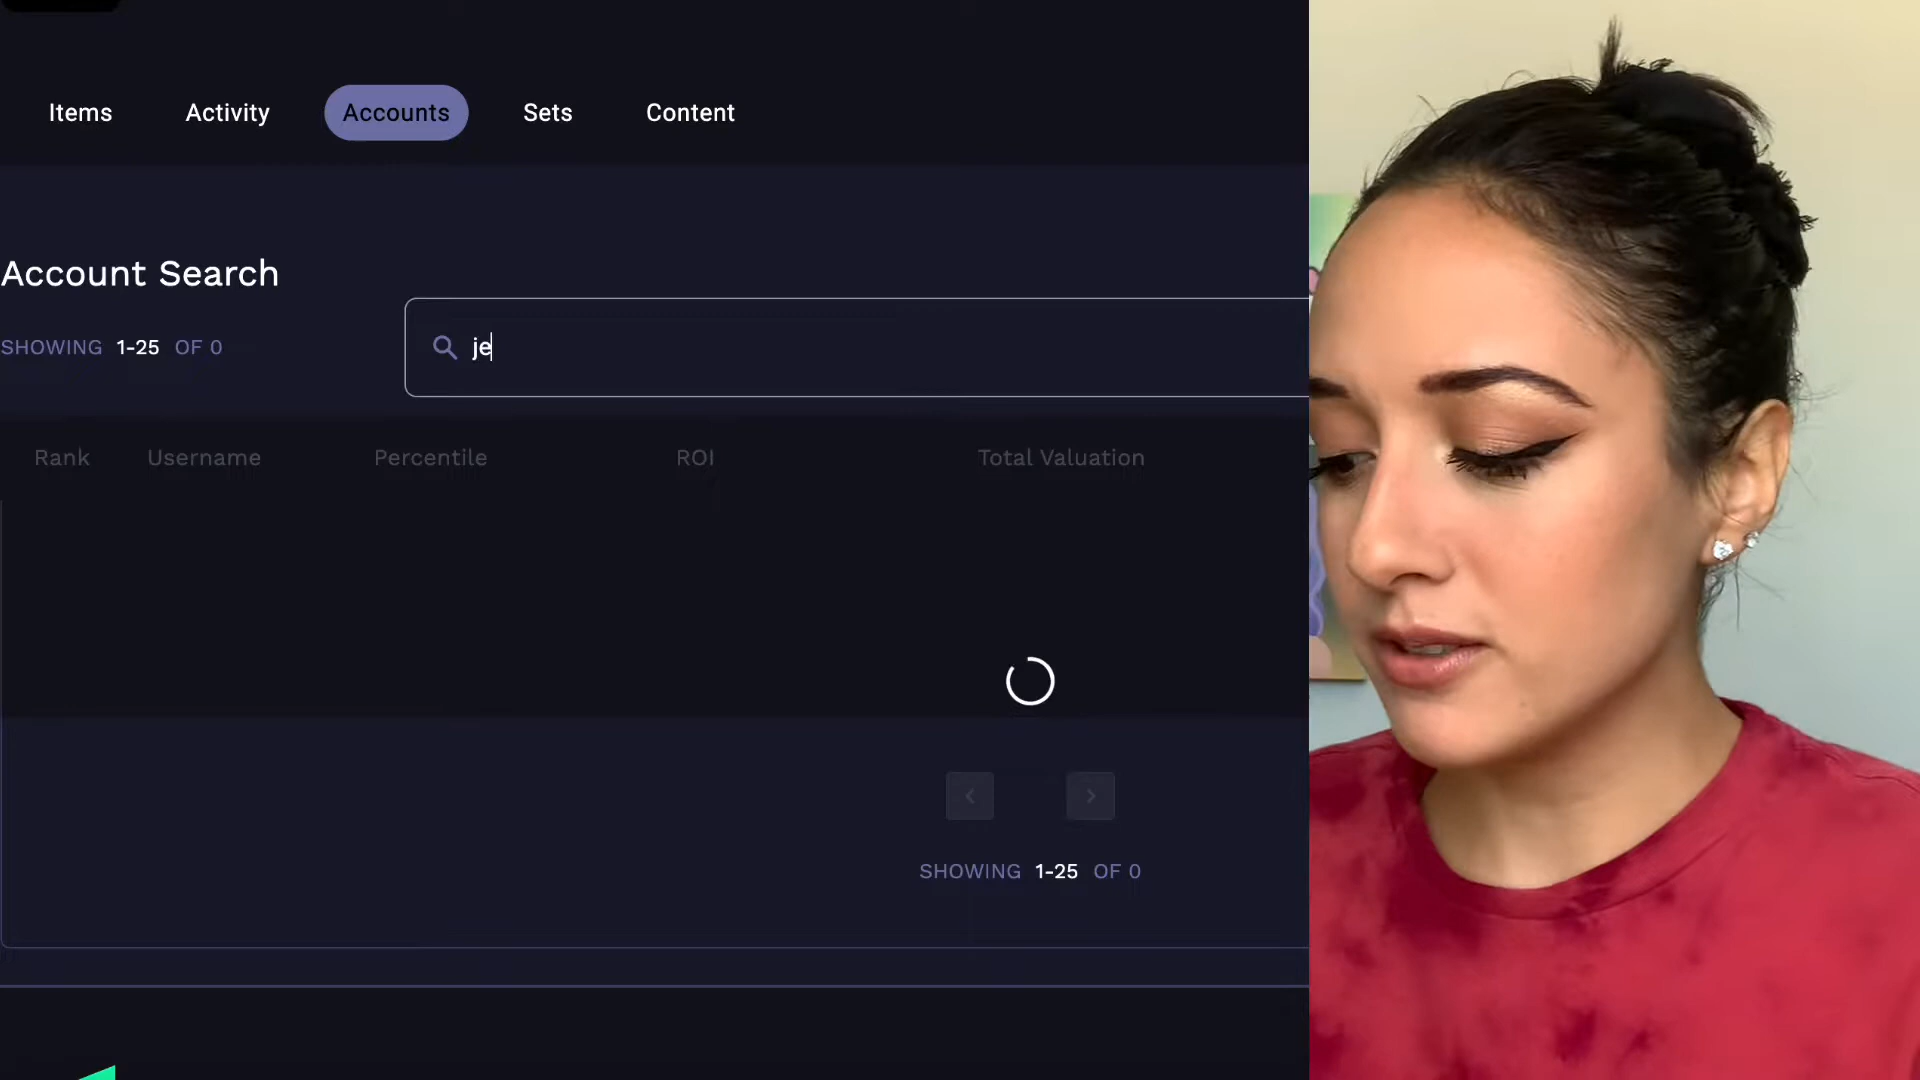 Items Activity Accounts Sets Content
Account Search
SHOWING 1-25 OF 0
je
Rank Username Percentile ROI Total Valuation
SHOWING 1-25 OF 0